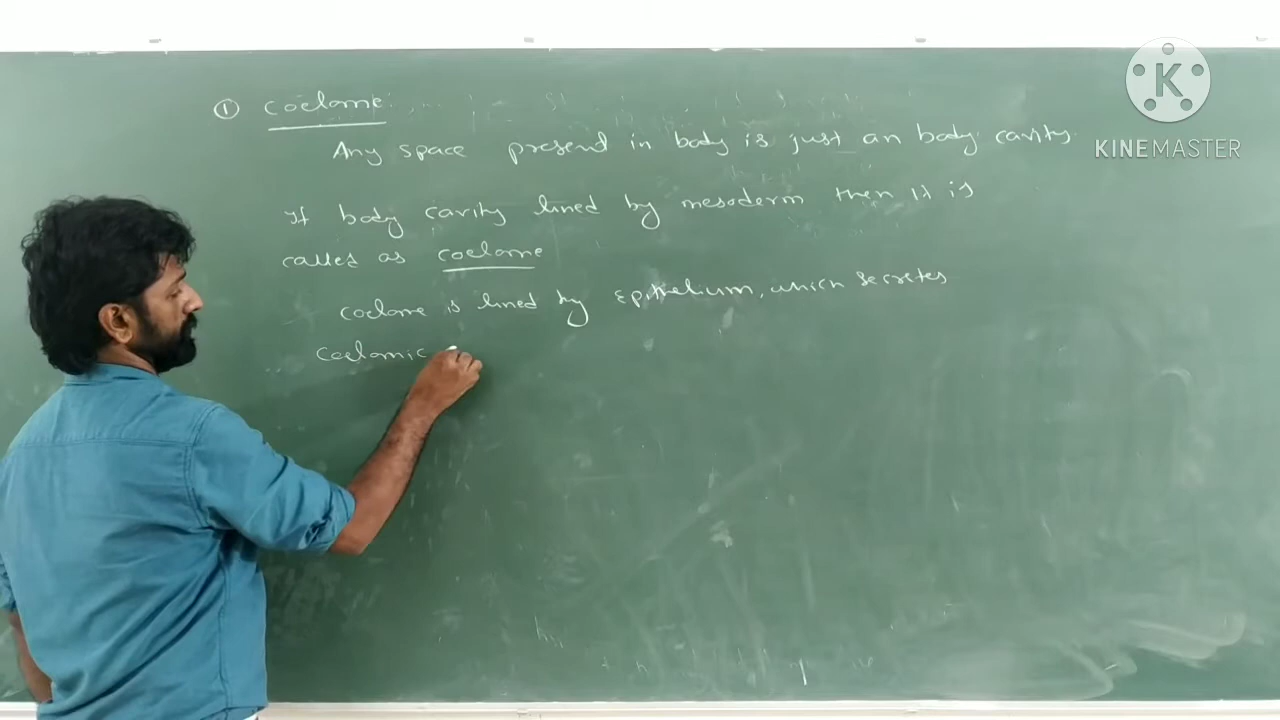 ① coelome:
Any space present in body is just an body cavity.
If body cavity lined by mesoderm then it is
called as coelome
coelome is lined by Epithelium, which secretes
Coelomic
K
KINEMASTER